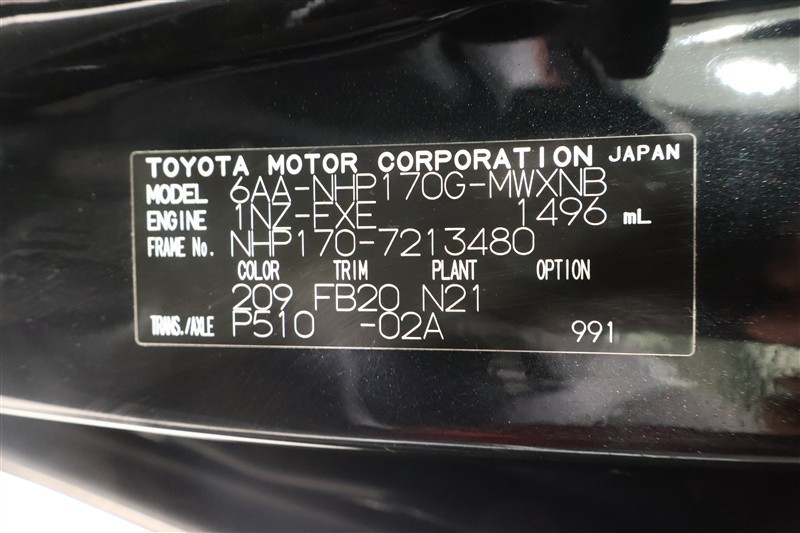 TOYOTA MOTOR CORPORATION JAPAN
MODEL 6AA-NHP170G-MWXNB
ENGINE 1NZ-EXE 1496 mL
FRAME No. NHP170-7213480
COLOR TRIM PLANT OPTION
209 FB20 N21
TRANS./AXLE P510 -02A 991